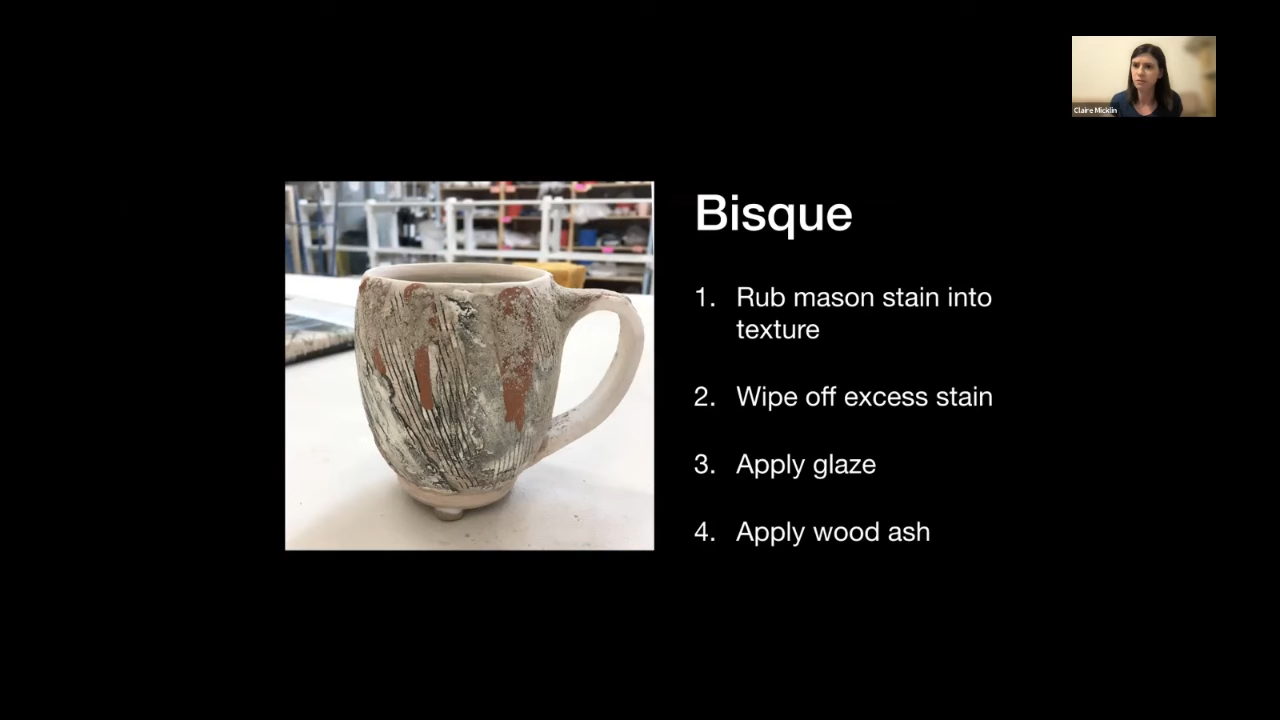 Claire Micklin
Bisque
1. Rub mason stain into
texture
2. Wipe off excess stain
3. Apply glaze
4. Apply wood ash